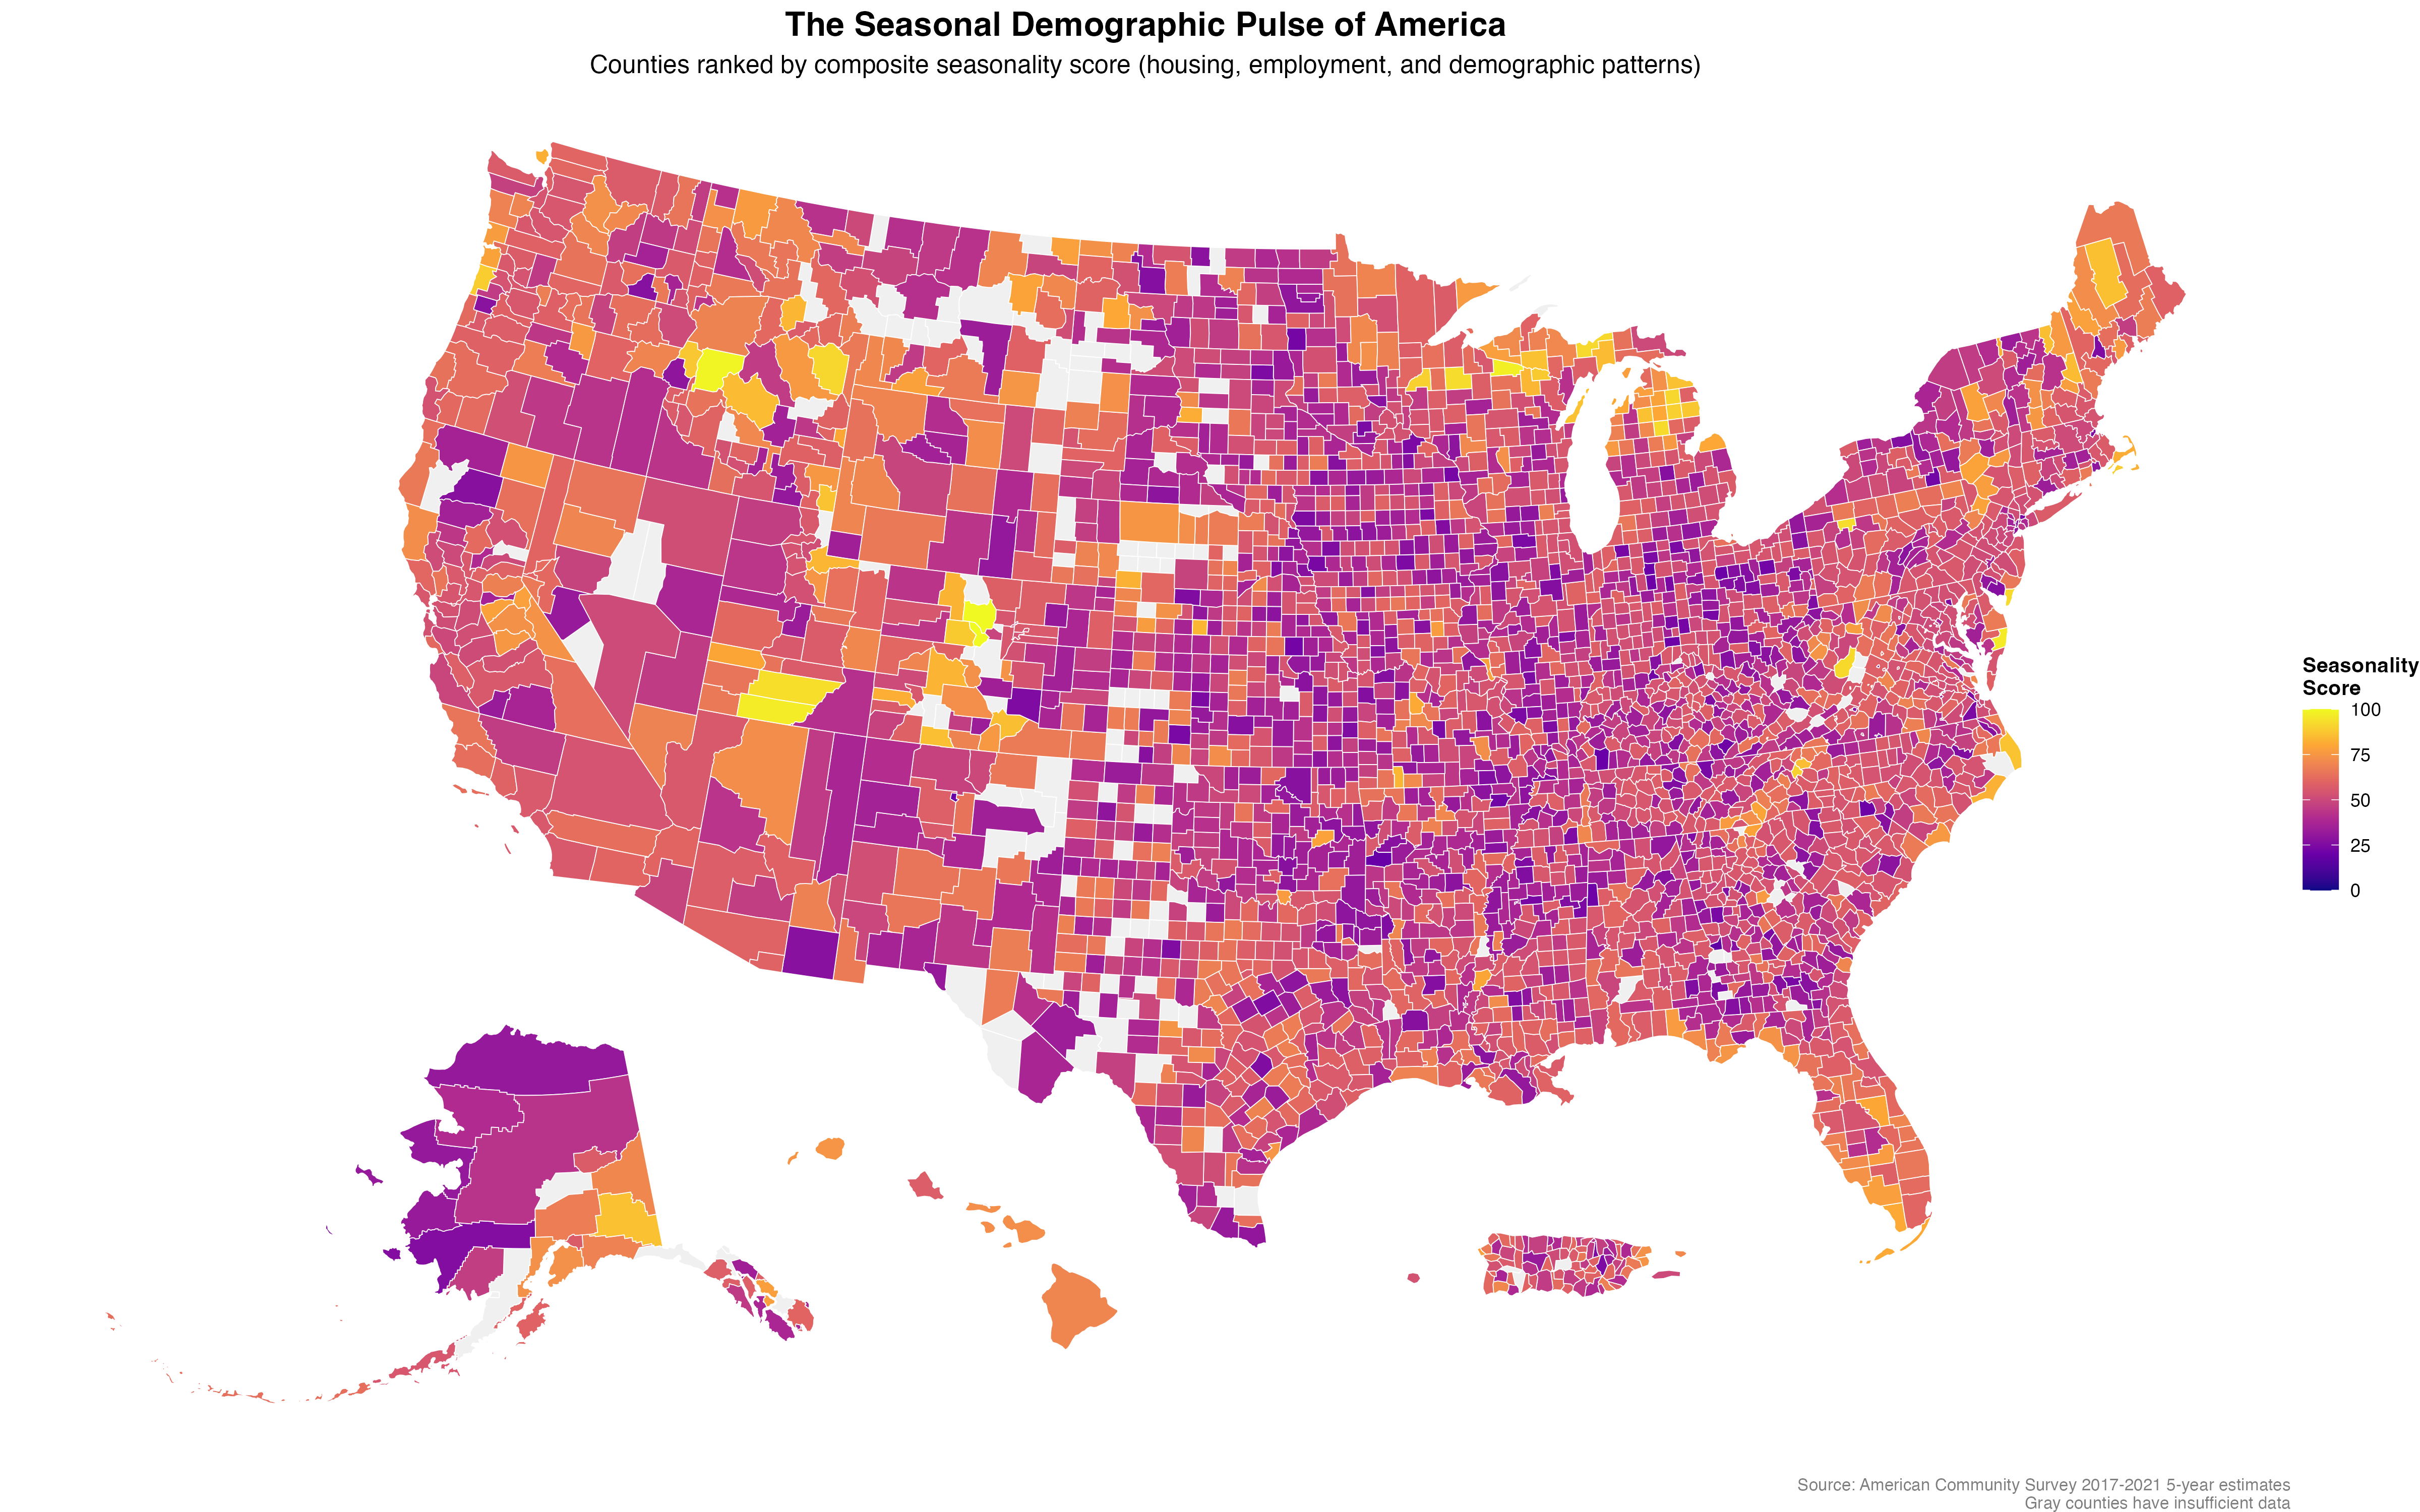 The Seasonal Demographic Pulse of America
Counties ranked by composite seasonality score (housing, employment, and demographic patterns)
Seasonality
Score
100
75
50
25
0
Source: American Community Survey 2017-2021 5-year estimates
Gray counties have insufficient data